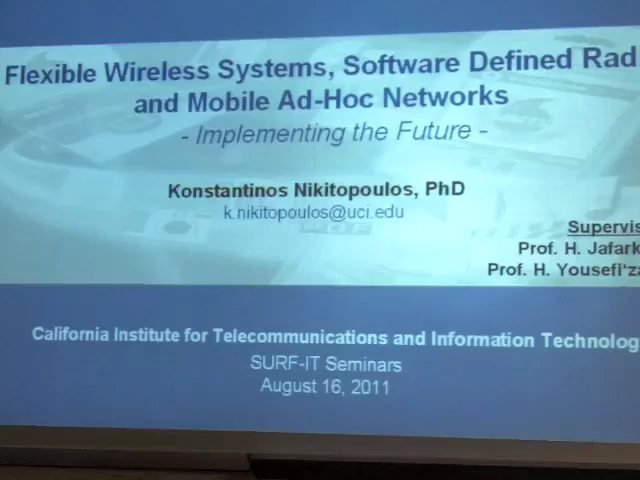 Flexible Wireless Systems, Software Defined Rad
and Mobile Ad-Hoc Networks
- Implementing the Future -
Konstantinos Nikitopoulos, PhD
k.nikitopoulos@uci.edu
Supervis
Prof. H. Jafark
Prof. H. Yousefi'za
California Institute for Telecommunications and Information Technolog
SURF-IT Seminars
August 16, 2011